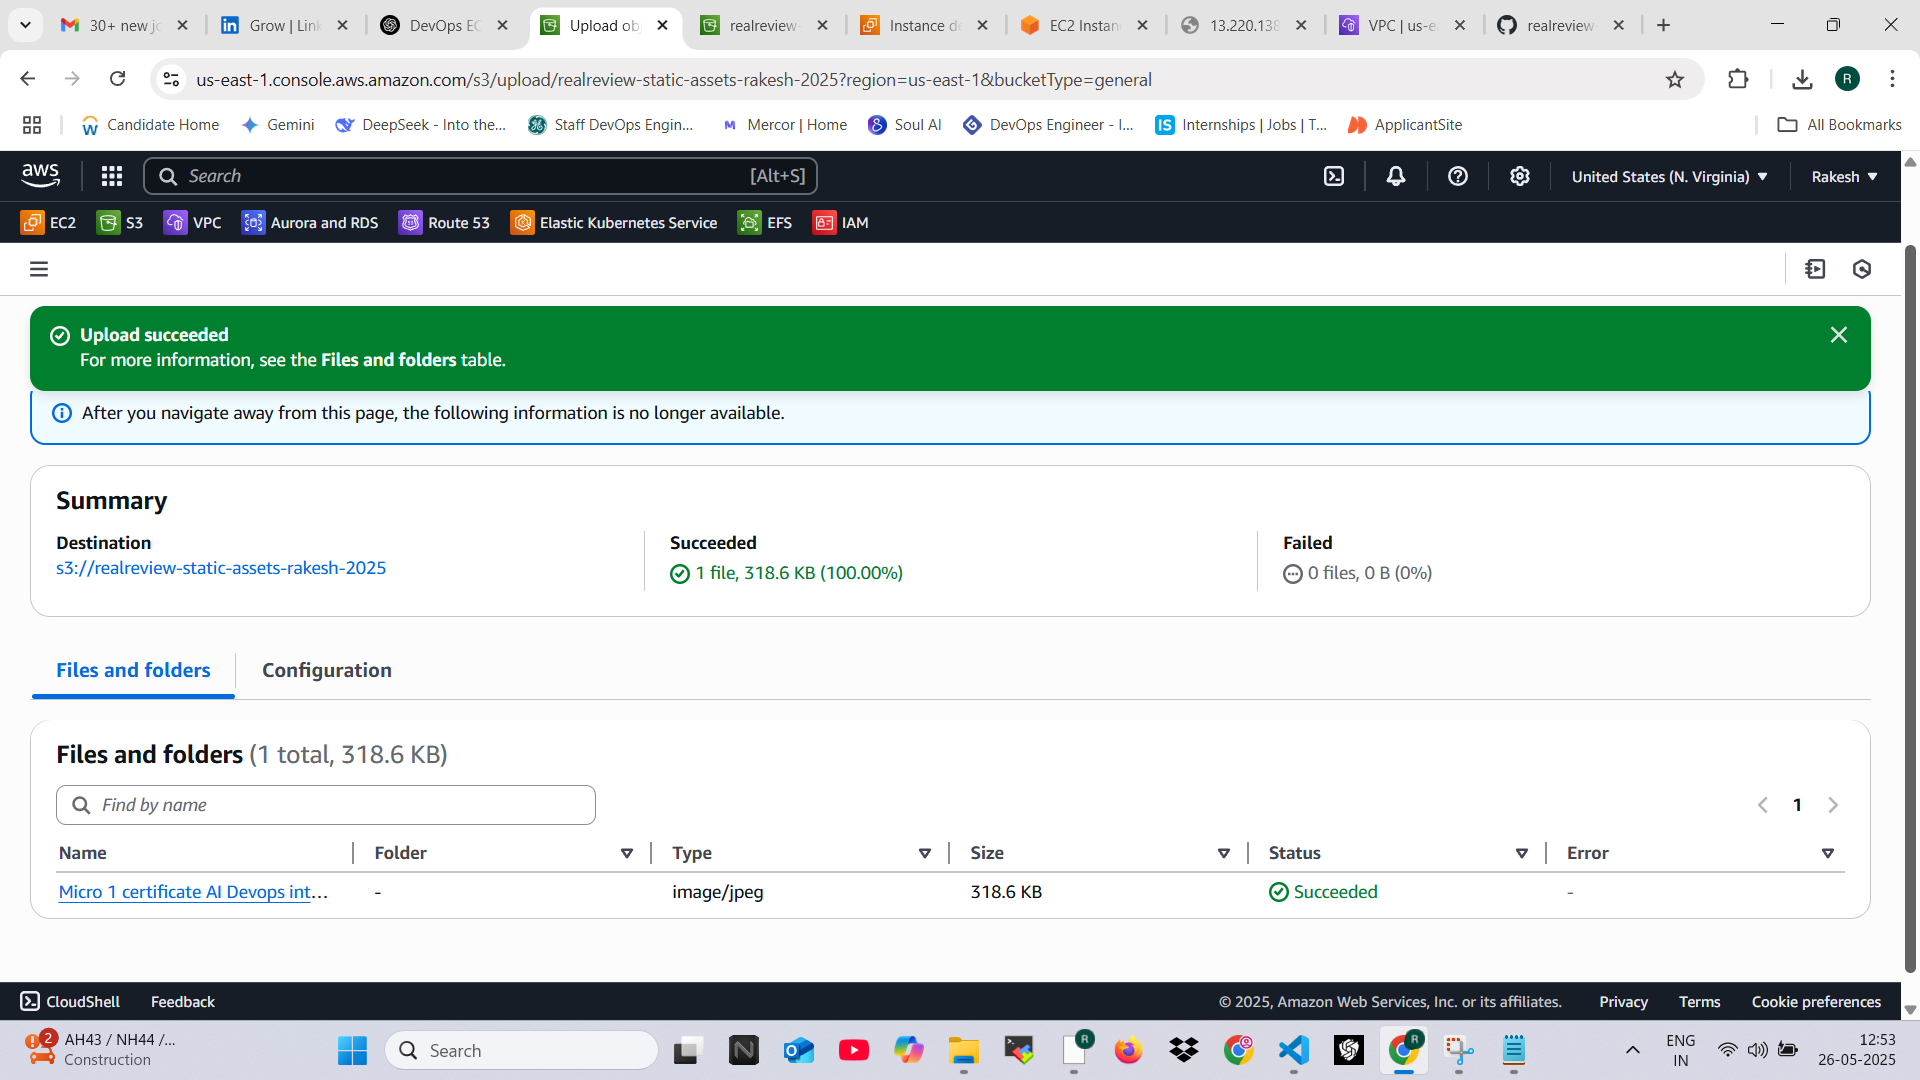 30+ new jo
Grow | Link
DevOps EC
Upload ob
realreview-
Instance de
EC2 Instan
13.220.138
VPC | us-ea
realreview-
us-east-1.console.aws.amazon.com/s3/upload/realreview-static-assets-rakesh-2025?region=us-east-1&bucketType=general
R
Candidate Home
Gemini
DeepSeek - Into the...
Staff DevOps Engin...
Mercor | Home
Soul AI
DevOps Engineer - I...
IS
Internships | Jobs | T...
ApplicantSite
All Bookmarks
aws
Search
[Alt+S]
United States (N. Virginia)
Rakesh
EC2
S3
VPC
Aurora and RDS
Route 53
Elastic Kubernetes Service
EFS
IAM
Upload succeeded
For more information, see the Files and folders table.
After you navigate away from this page, the following information is no longer available.
Summary
Destination
s3://realreview-static-assets-rakesh-2025
Succeeded
1 file, 318.6 KB (100.00%)
Failed
0 files, 0 B (0%)
Files and folders
Configuration
Files and folders (1 total, 318.6 KB)
Find by name
1
Name
Folder
Type
Size
Status
Error
Micro 1 certificate AI Devops int...
-
image/jpeg
318.6 KB
Succeeded
-
CloudShell
Feedback
© 2025, Amazon Web Services, Inc. or its affiliates.
Privacy
Terms
Cookie preferences
2
AH43 / NH44 /...
Construction
Search
R
R
ENG
IN
12:53
26-05-2025